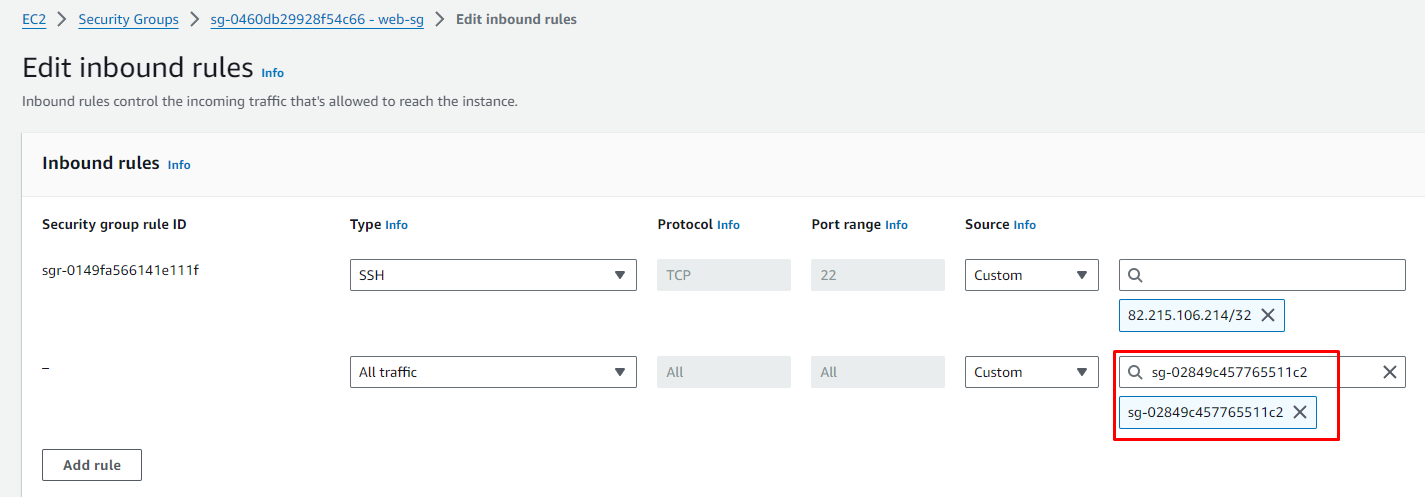 EC2 > Security Groups > sg-0460db29928f54c66 - web-sg > Edit inbound rules
Edit inbound rules Info
Inbound rules control the incoming traffic that's allowed to reach the instance.
Inbound rules Info
Security group rule ID Type Info Protocol Info Port range Info Source Info
sgr-0149fa566141e111f SSH TCP 22 Custom
82.215.106.214/32
– All traffic All All Custom sg-02849c457765511c2
sg-02849c457765511c2
Add rule